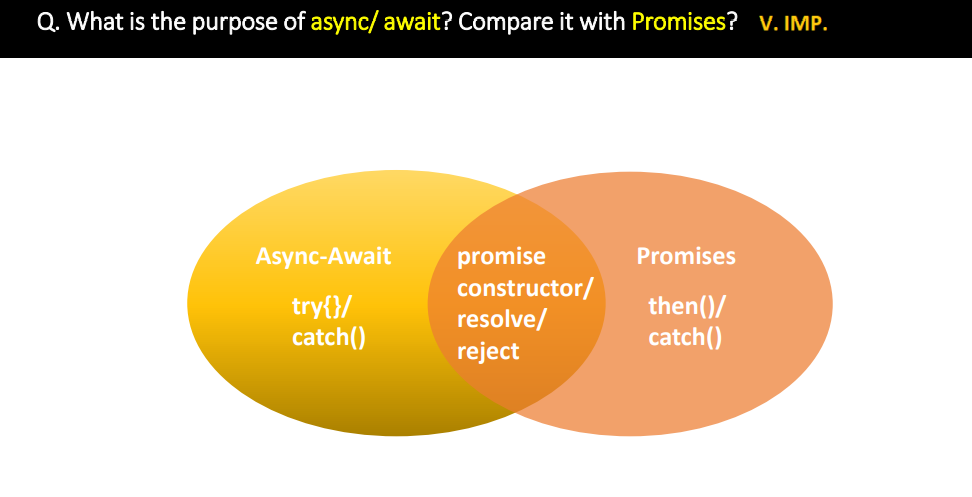 Q. What is the purpose of async/ await? Compare it with Promises? V. IMP.
Async-Await
try{}/
catch()
promise
constructor/
resolve/
reject
Promises
then()/
catch()